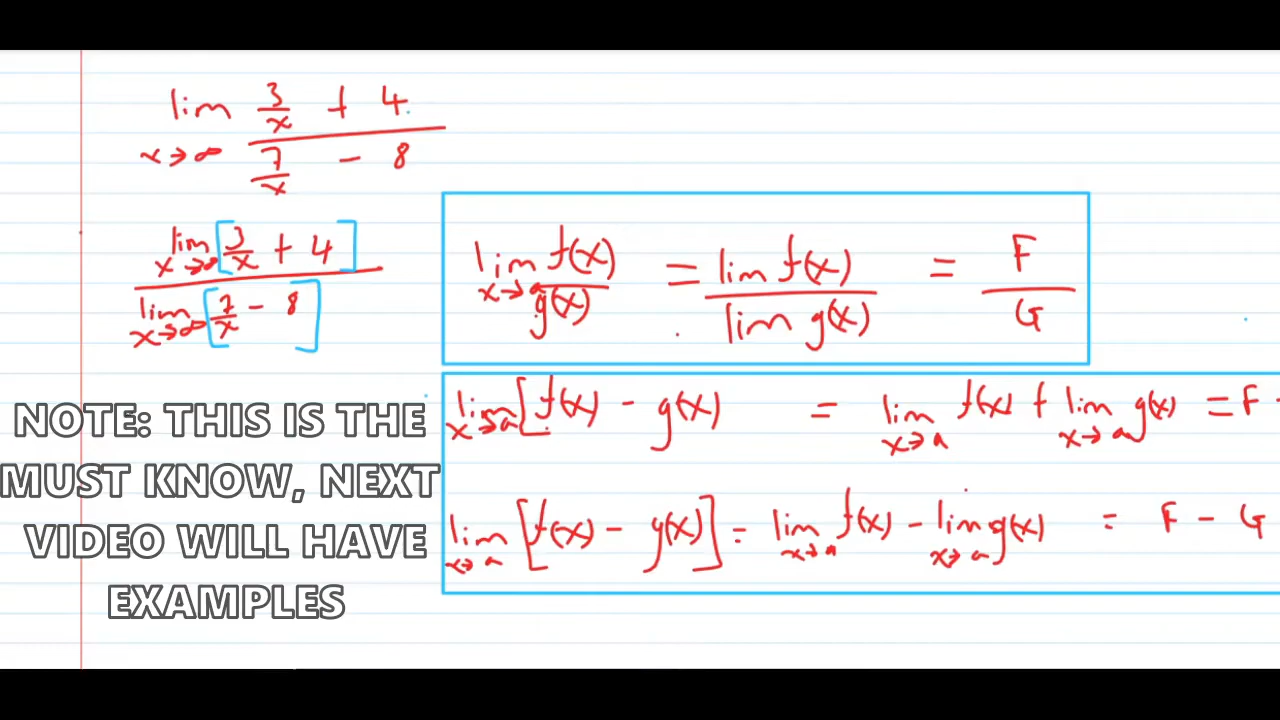 lim 3/x + 4
x→∞ 7/x - 8
lim x→∞ [3/x + 4]
lim x→∞ [7/x - 8]
lim x→a f(x)/g(x) = lim f(x)/lim g(x) = F/G
lim x→a [f(x) - g(x) = lim x→a f(x) + lim x→a g(x) = F
lim x→a [f(x) - g(x)] = lim x→a f(x) - lim x→a g(x) = F - G
NOTE: THIS IS THE
MUST KNOW, NEXT
VIDEO WILL HAVE
EXAMPLES